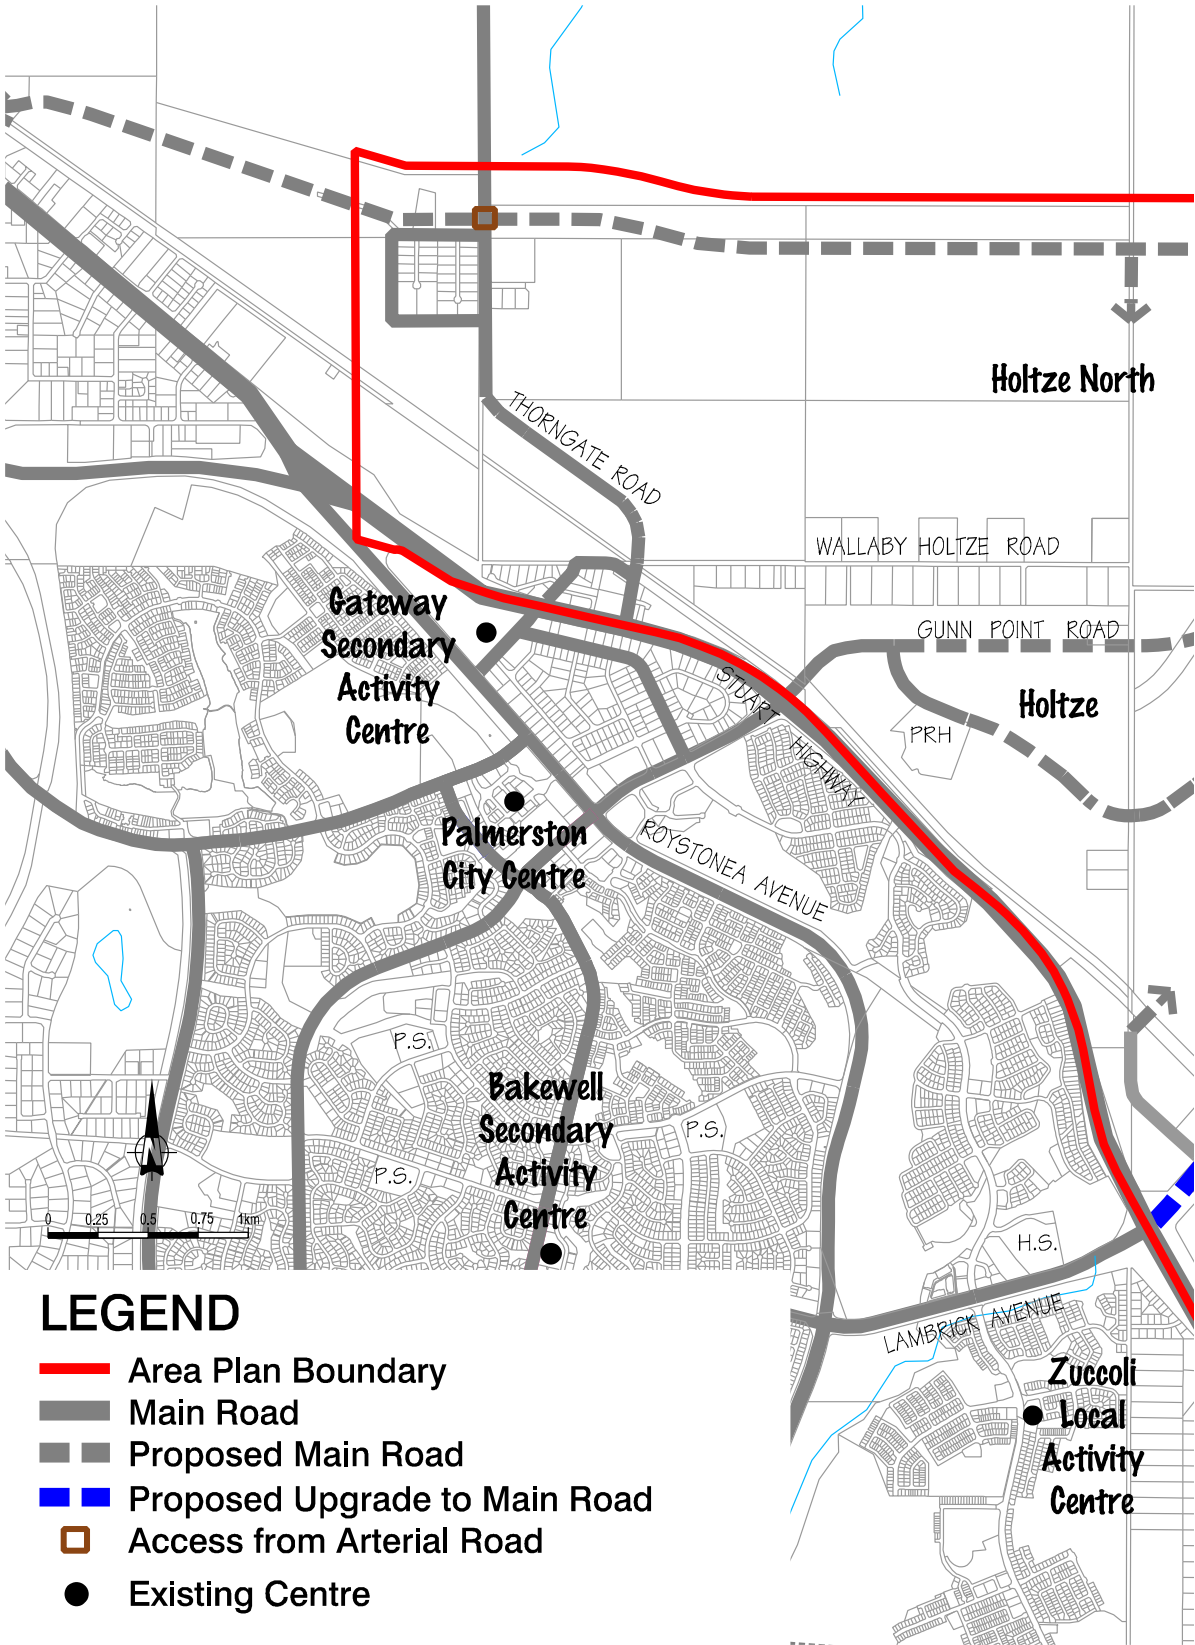 Holtze North
THORNGATE ROAD
WALLABY HOLTZE ROAD
Gateway
Secondary
Activity
Centre
GUNN POINT ROAD
STUART HIGHWAY
Holtze
PRH
Palmerston
City Centre
ROYSTONEA AVENUE
P.S.
Bakewell
Secondary
Activity
Centre
P.S.
P.S.
0 0.25 0.5 0.75 1km
H.S.
LAMBRICK AVENUE
Zuccoli
Local
Activity
Centre
LEGEND
Area Plan Boundary
Main Road
Proposed Main Road
Proposed Upgrade to Main Road
Access from Arterial Road
Existing Centre